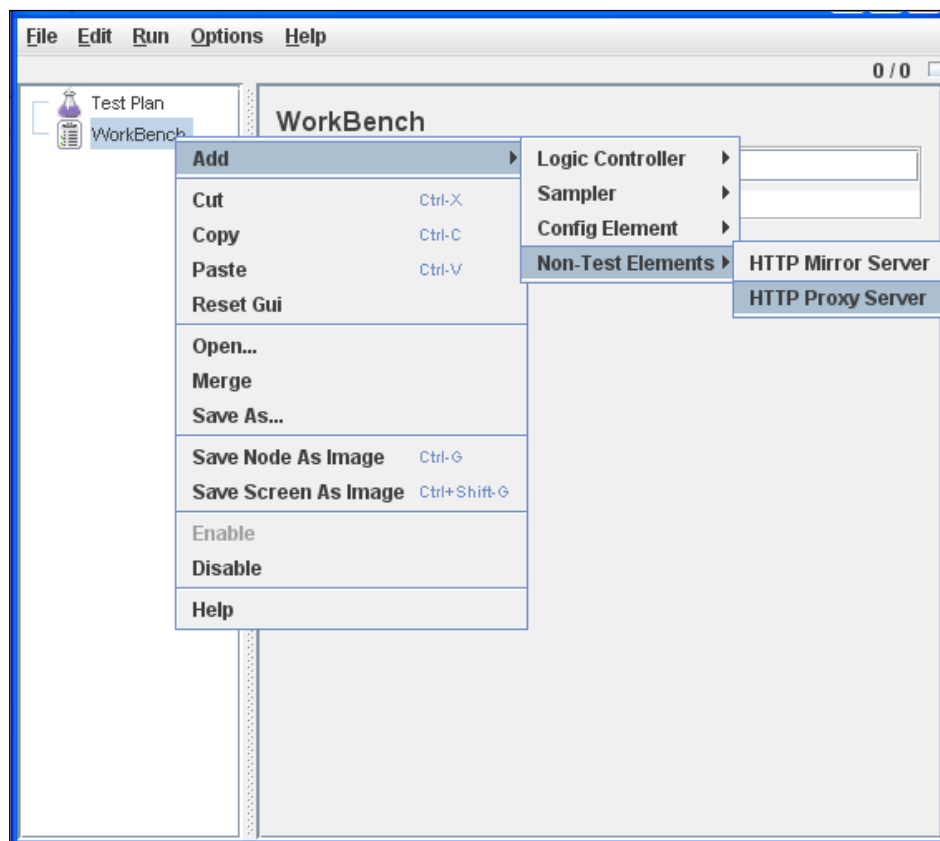 File Edit Run Options Help
0 / 0
Test Plan
WorkBench
WorkBench
Add
Cut Ctrl-X
Copy Ctrl-C
Paste Ctrl-V
Reset Gui
Open...
Merge
Save As...
Save Node As Image Ctrl-G
Save Screen As Image Ctrl+Shift-G
Enable
Disable
Help
Logic Controller
Sampler
Config Element
Non-Test Elements
HTTP Mirror Server
HTTP Proxy Server